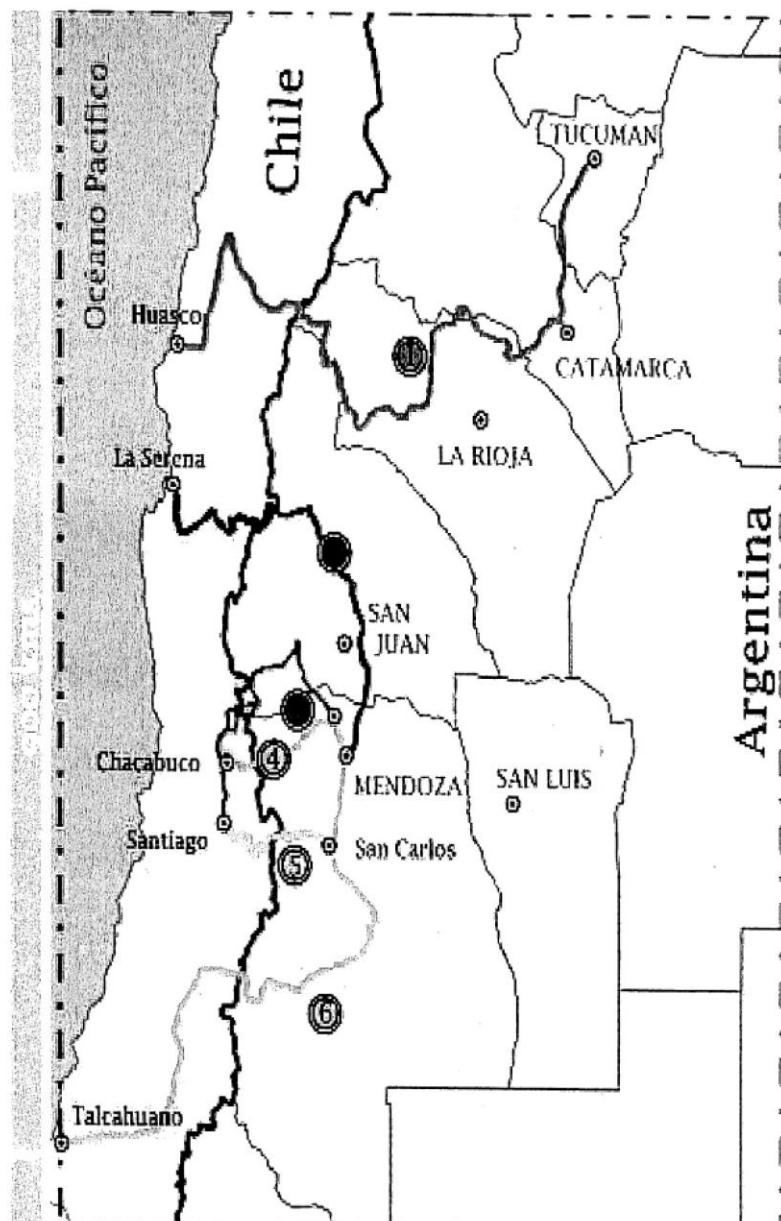 Océano Pacífico
Chile
TUCUMAN
Huasco
1
CATAMARCA
La Serena
LA RIOJA
Argentina
SAN
JUAN
Chacabuco
4
MENDOZA
SAN LUIS
Santiago
San Carlos
5
6
Talcahuano